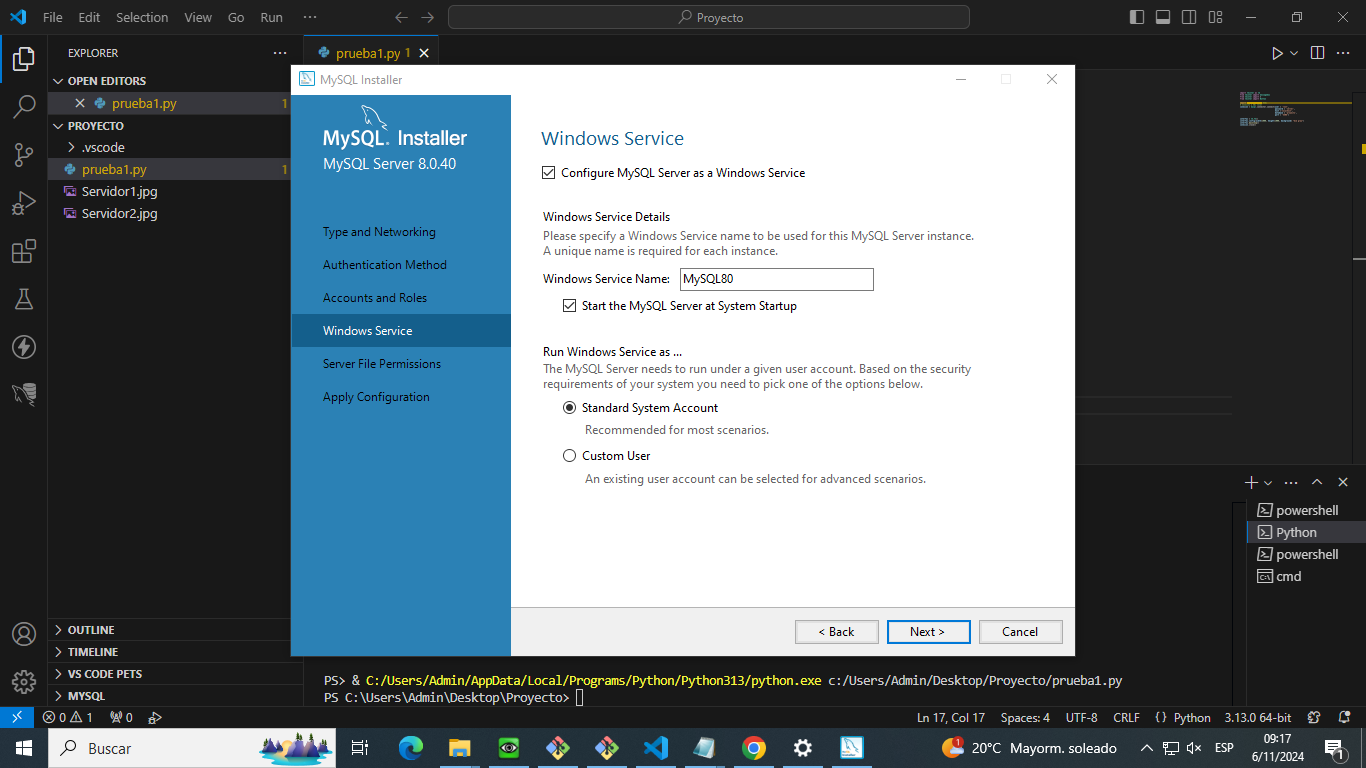 File Edit Selection View Go Run ···
Proyecto
EXPLORER
prueba1.py 1
OPEN EDITORS
prueba1.py 1
PROYECTO
.vscode
prueba1.py 1
Servidor1.jpg
Servidor2.jpg
OUTLINE
TIMELINE
VS CODE PETS
MYSQL
MySQL Installer
MySQL. Installer
MySQL Server 8.0.40
Type and Networking
Authentication Method
Accounts and Roles
Windows Service
Server File Permissions
Apply Configuration
Windows Service
Configure MySQL Server as a Windows Service
Windows Service Details
Please specify a Windows Service name to be used for this MySQL Server instance.
A unique name is required for each instance.
Windows Service Name: MySQL80
Start the MySQL Server at System Startup
Run Windows Service as ...
The MySQL Server needs to run under a given user account. Based on the security
requirements of your system you need to pick one of the options below.
Standard System Account
Recommended for most scenarios.
Custom User
An existing user account can be selected for advanced scenarios.
< Back Next > Cancel
powershell
Python
powershell
cmd
PS> & C:/Users/Admin/AppData/Local/Programs/Python/Python313/python.exe c:/Users/Admin/Desktop/Proyecto/prueba1.py
PS C:\Users\Admin\Desktop\Proyecto>
0 1 0 Ln 17, Col 17 Spaces: 4 UTF-8 CRLF {} Python 3.13.0 64-bit
Buscar
1
20°C Mayorm. soleado
ESP
09:17
6/11/2024
1